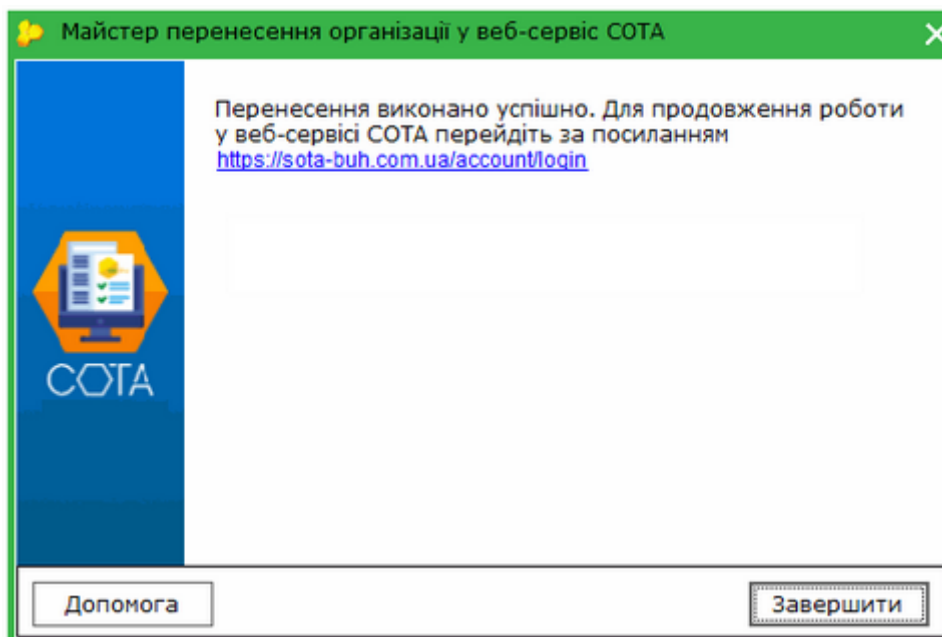 Майстер перенесення організації у веб-сервіс СОТА
Перенесення виконано успішно. Для продовження роботи
у веб-сервісі СОТА перейдіть за посиланням
https://sota-buh.com.ua/account/login
СОТА
Допомога
Завершити